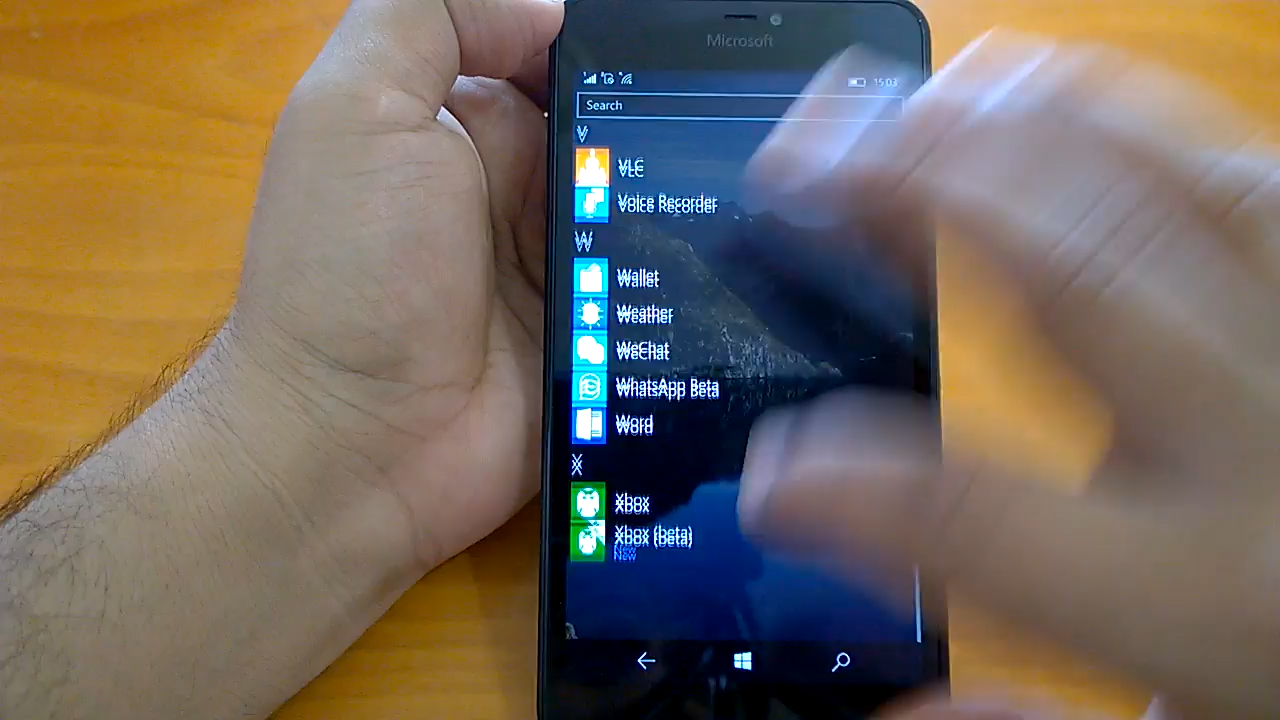 Microsoft
15:03
Search
V
VLC
Voice Recorder
W
Wallet
Weather
WeChat
WhatsApp Beta
Word
X
Xbox
Xbox (beta)
New